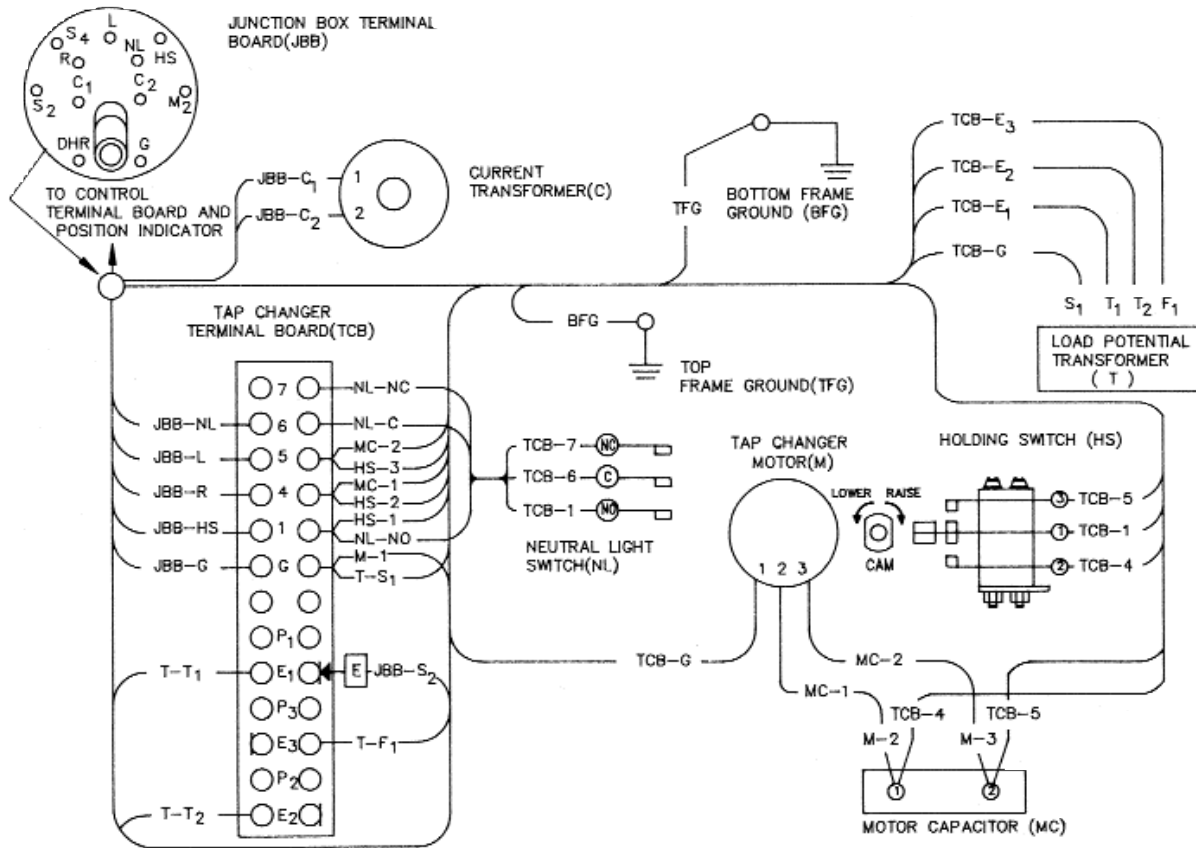 L
S4
NL
HS
R
C1
C2
S2
M2
DHR
G
JUNCTION BOX TERMINAL
BOARD(JBB)
TO CONTROL
TERMINAL BOARD AND
POSITION INDICATOR
JBB-C1
JBB-C2
1
2
CURRENT
TRANSFORMER(C)
TFG
BOTTOM FRAME
GROUND (BFG)
TCB-E3
TCB-E2
TCB-E1
TCB-G
S1 T1 T2 F1
LOAD POTENTIAL
TRANSFORMER
( T )
BFG
TOP
FRAME GROUND(TFG)
TAP CHANGER
TERMINAL BOARD(TCB)
7 NL-NC
JBB-NL 6 NL-C
JBB-L 5 MC-2
HS-3
JBB-R 4 MC-1
HS-2
JBB-HS 1 HS-1
NL-NO
JBB-G G M-1
T-S1
P1
T-T1 E1 E JBB-S2
P3
E3 T-F1
P2
T-T2 E2
TCB-7 NC
TCB-6 C
TCB-1 NO
NEUTRAL LIGHT
SWITCH(NL)
TAP CHANGER
MOTOR(M)
1 2 3
LOWER RAISE
CAM
HOLDING SWITCH (HS)
3 TCB-5
1 TCB-1
2 TCB-4
TCB-G
MC-2
MC-1
TCB-4 TCB-5
M-2 M-3
1 2
MOTOR CAPACITOR (MC)